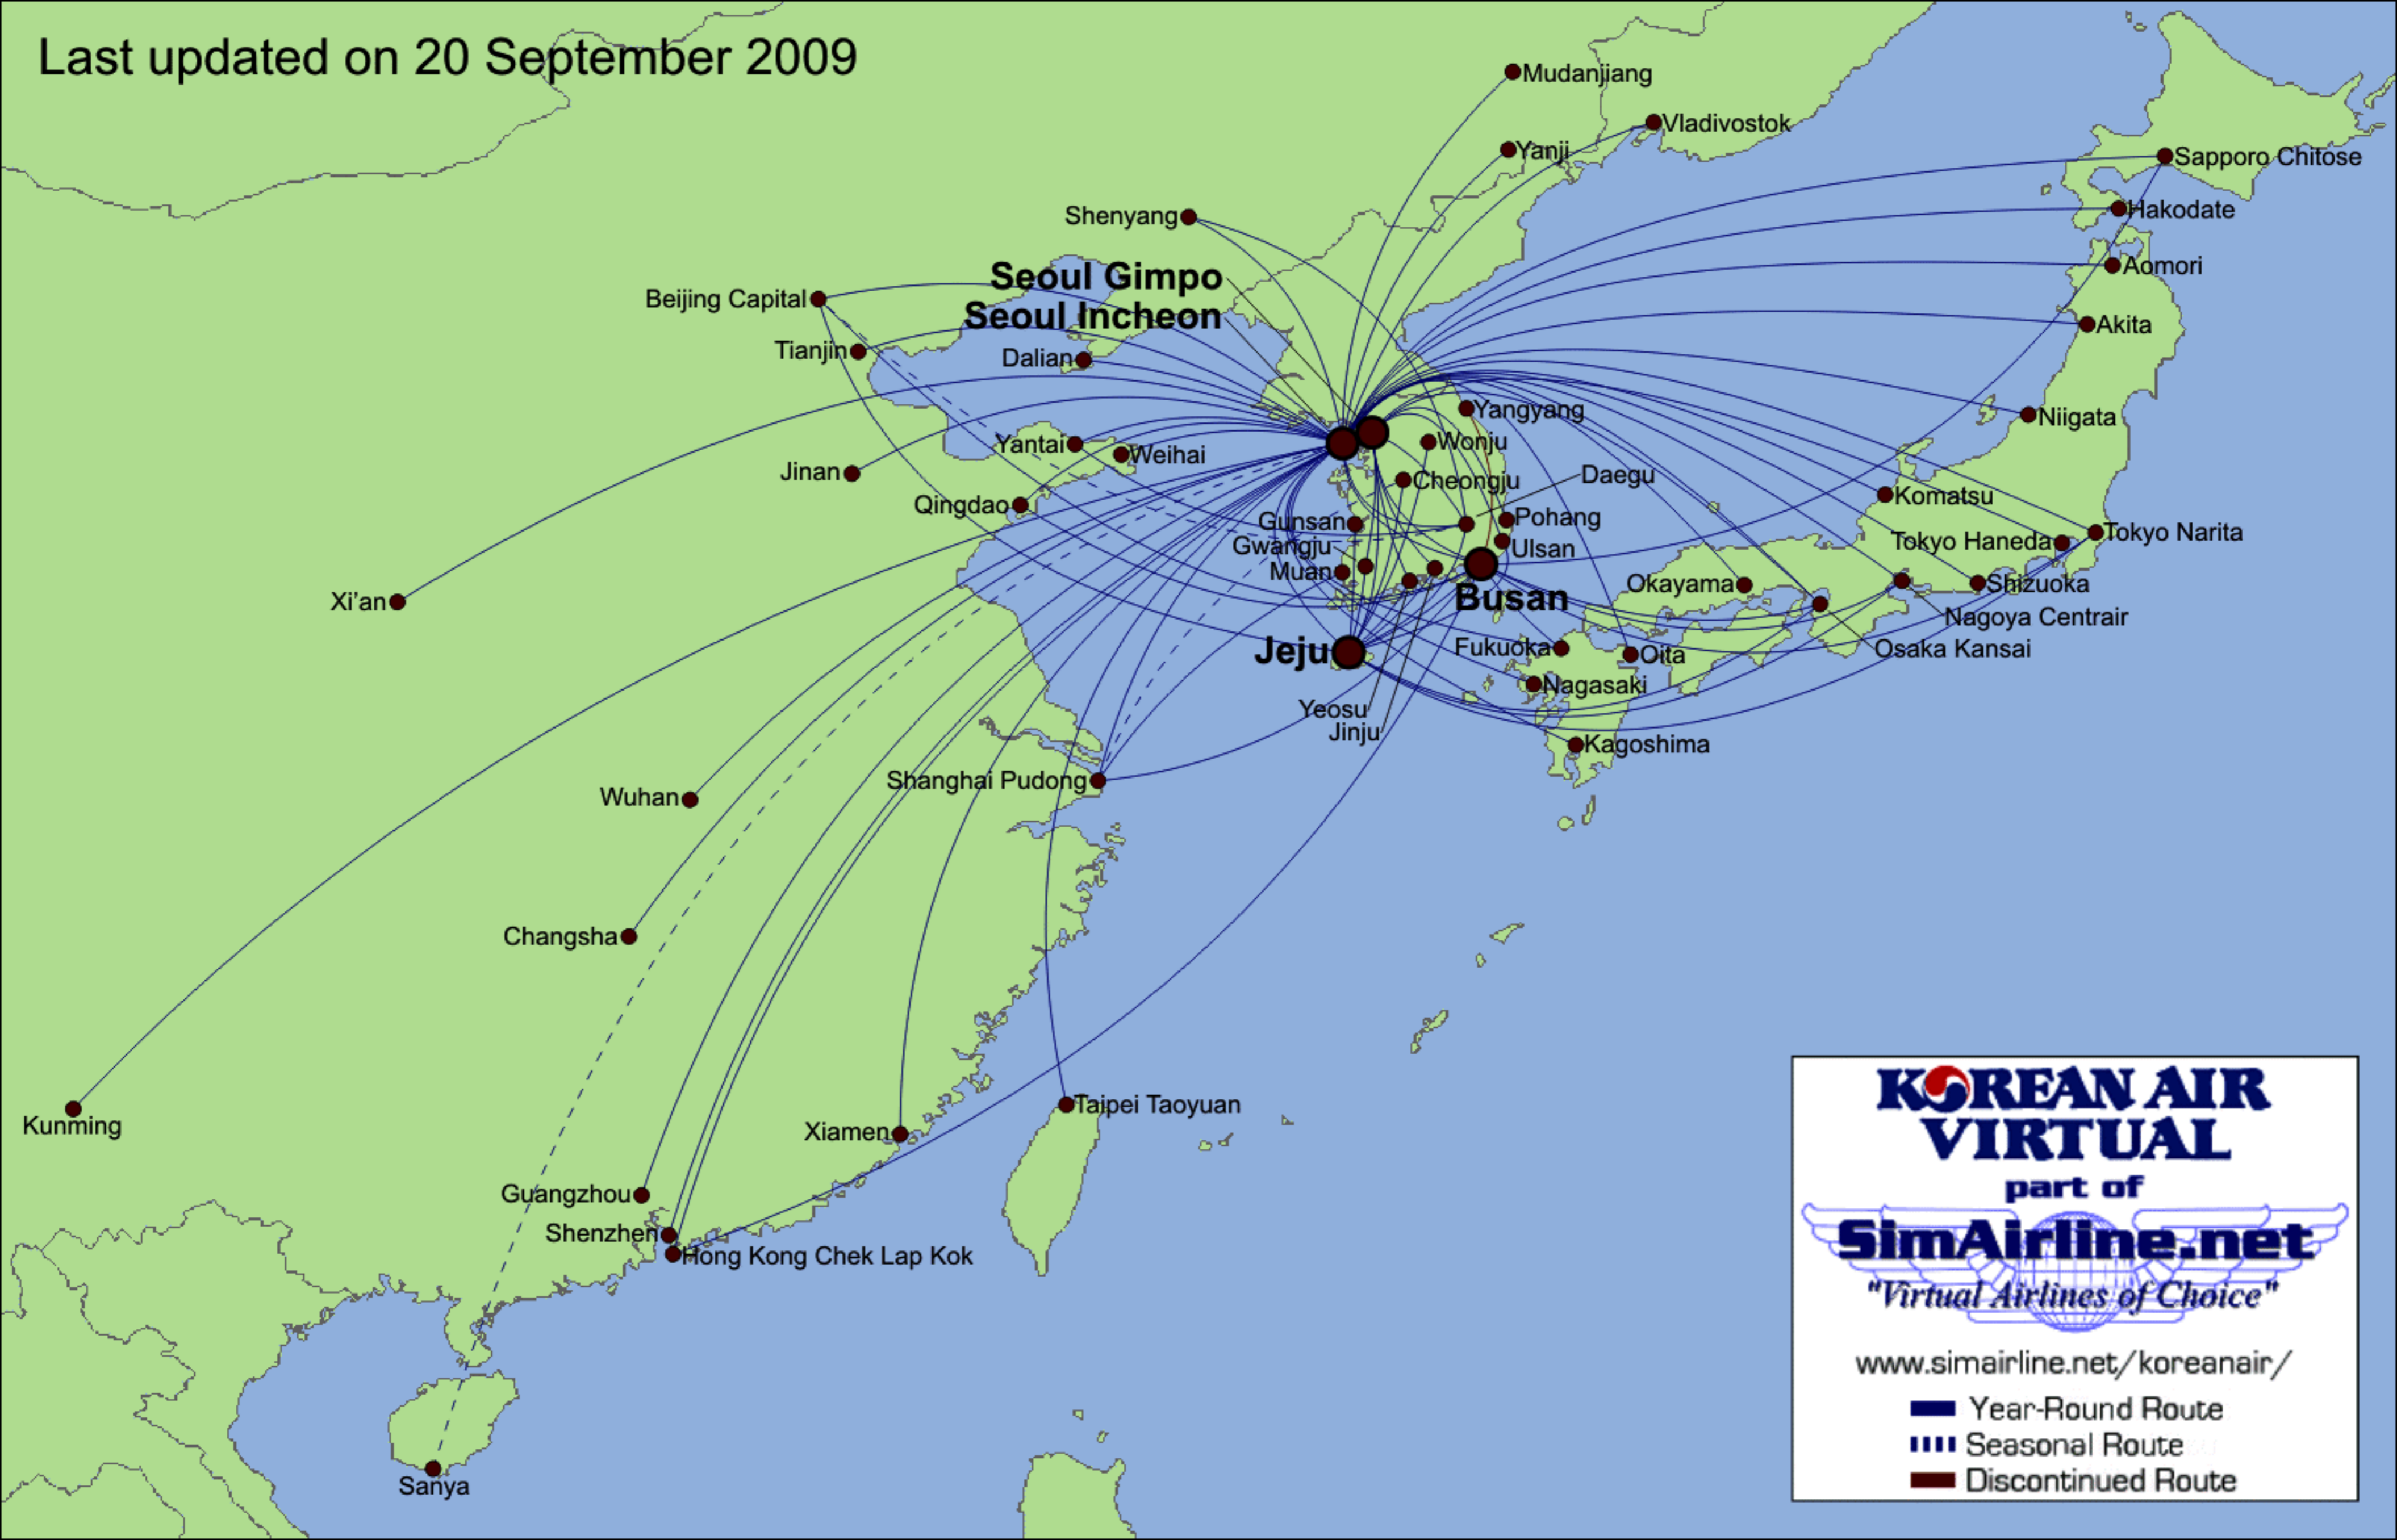 Last updated on 20 September 2009
Mudanjiang
Vladivostok
Yanji
Sapporo Chitose
Hakodate
Shenyang
Aomori
Seoul Gimpo
Beijing Capital
Seoul Incheon
Akita
Tianjin
Dalian
Yangyang
Niigata
Yantai
Weihai
Wonju
Jinan
Cheongju
Daegu
Komatsu
Qingdao
Gunsan
Pohang
Tokyo Narita
Tokyo Haneda
Gwangju
Ulsan
Muan
Okayama
Shizuoka
Xi'an
Busan
Nagoya Centrair
Jeju
Fukuoka
Oita
Osaka Kansai
Nagasaki
Yeosu
Jinju
Kagoshima
Shanghai Pudong
Wuhan
Changsha
Taipei Taoyuan
Kunming
Xiamen
Guangzhou
Shenzhen
Hong Kong Chek Lap Kok
Sanya
KOREAN AIR
VIRTUAL
part of
SimAirline.net
"Virtual Airlines of Choice"
www.simairline.net/koreanair/
Year-Round Route
Seasonal Route
Discontinued Route